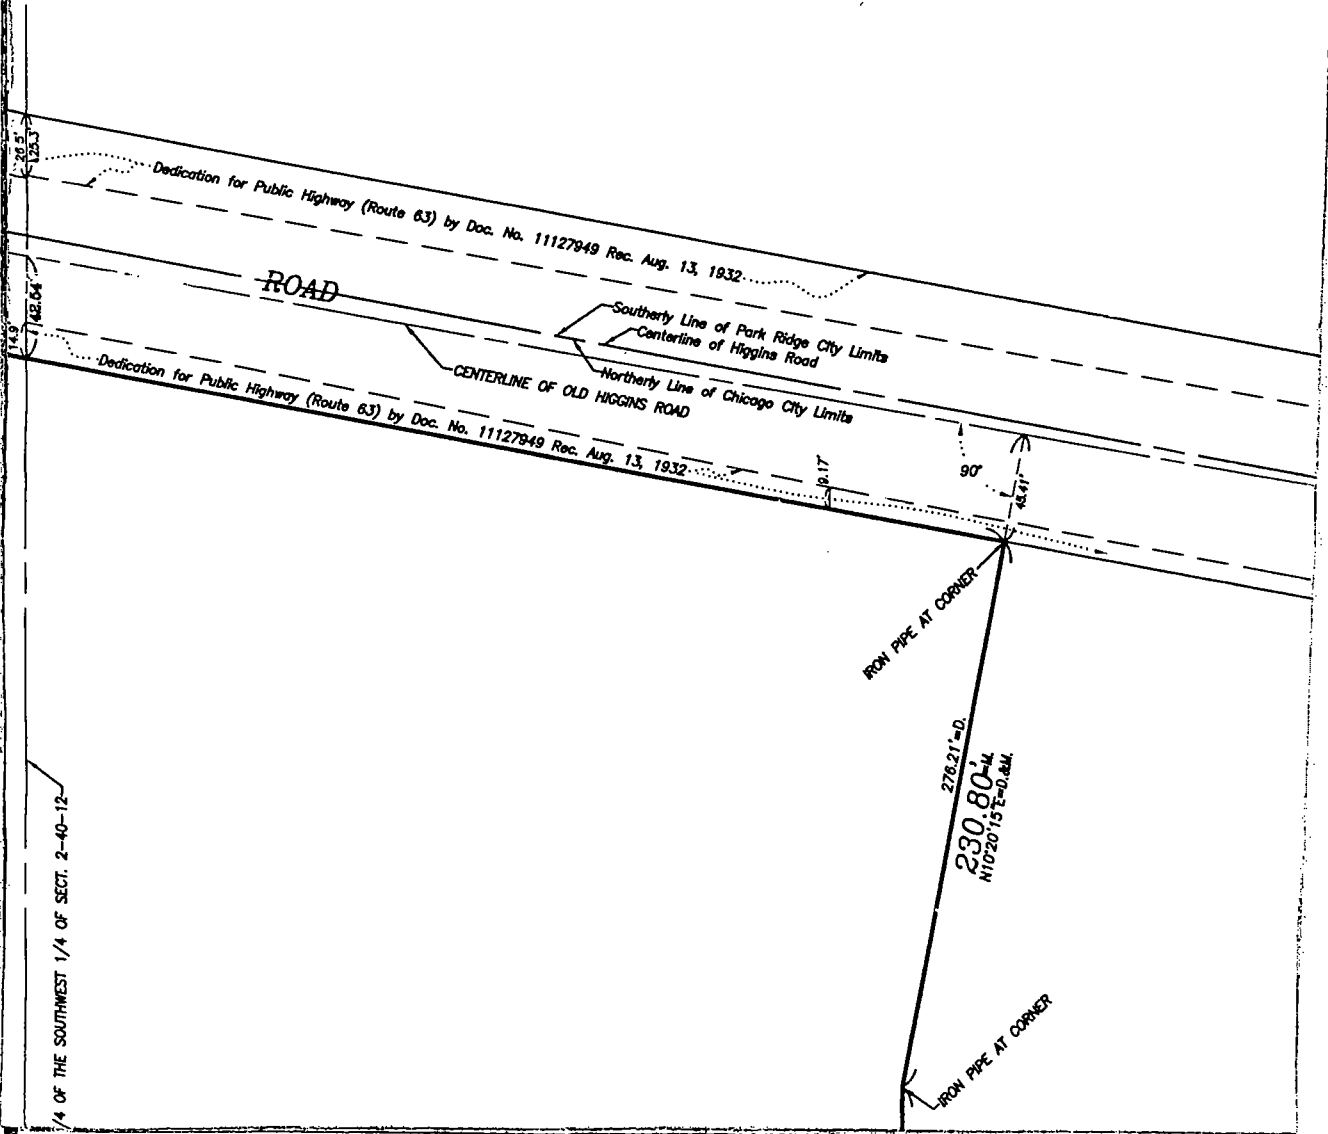 26.5'
125.3'
Dedication for Public Highway (Route 63) by Doc. No. 11127949 Rec. Aug. 13, 1932
ROAD
42.64'
14.9'
Southerly Line of Park Ridge City Limits
Centerline of Higgins Road
Northerly Line of Chicago City Limits
CENTERLINE OF OLD HIGGINS ROAD
Dedication for Public Highway (Route 63) by Doc. No. 11127949 Rec. Aug. 13, 1932
9.17'
90°
45.41'
IRON PIPE AT CORNER
276.21'=D.
230.80'=M.
N10°20'15"E=D.&M.
/4 OF THE SOUTHWEST 1/4 OF SECT. 2-40-12
IRON PIPE AT CORNER